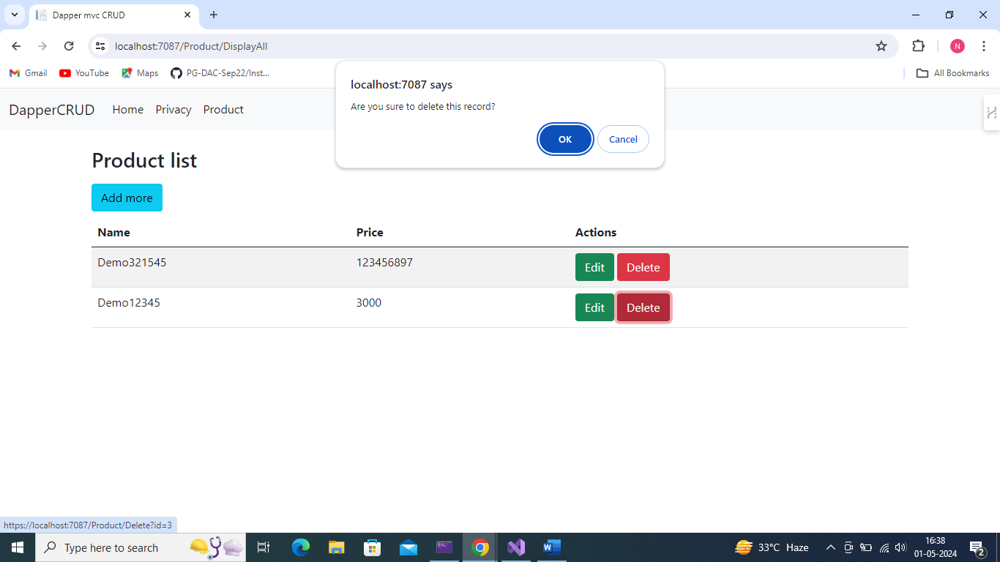 Dapper mvc CRUD
localhost:7087/Product/DisplayAll
N
Gmail YouTube Maps PG-DAC-Sep22/Inst... All Bookmarks
localhost:7087 says
Are you sure to delete this record?
OK Cancel
DapperCRUD Home Privacy Product
Product list
Add more
Name Price Actions
Demo321545 123456897 Edit Delete
Demo12345 3000 Edit Delete
https://localhost:7087/Product/Delete?id=3
Type here to search
33°C Haze
16:38
01-05-2024
2